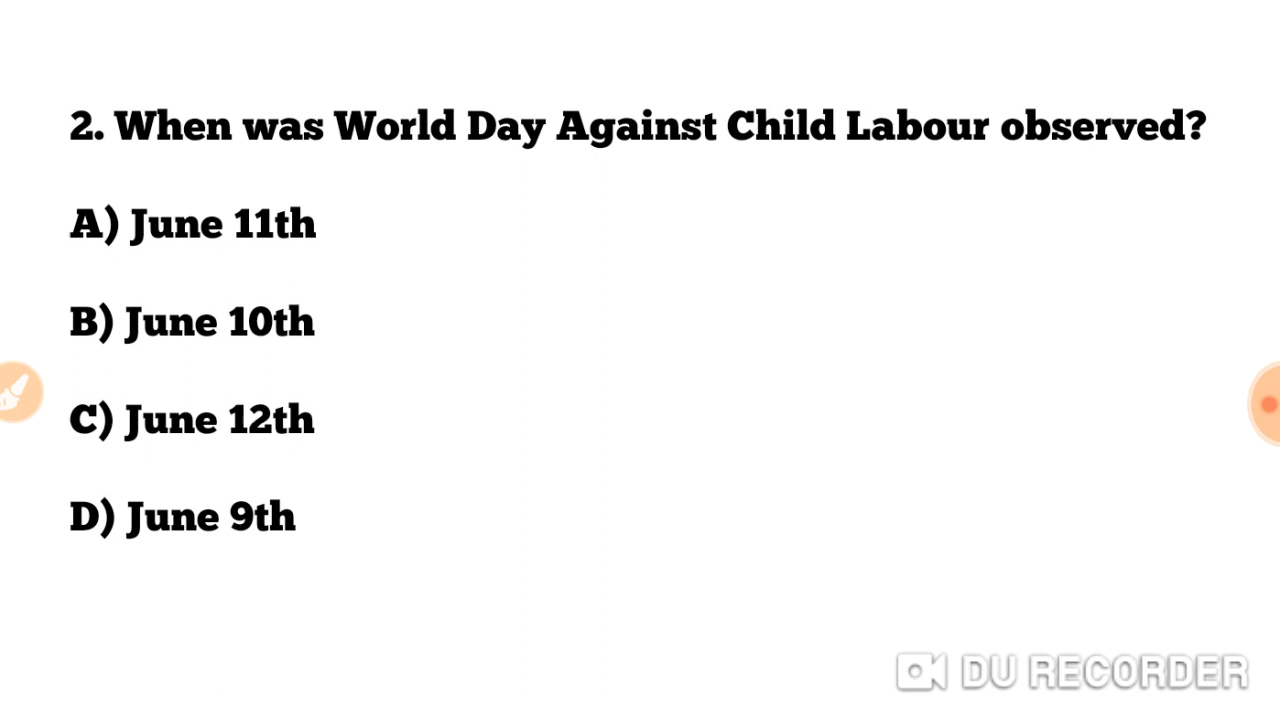 2. When was World Day Against Child Labour observed?
A) June 11th
B) June 10th
C) June 12th
D) June 9th
DU RECORDER